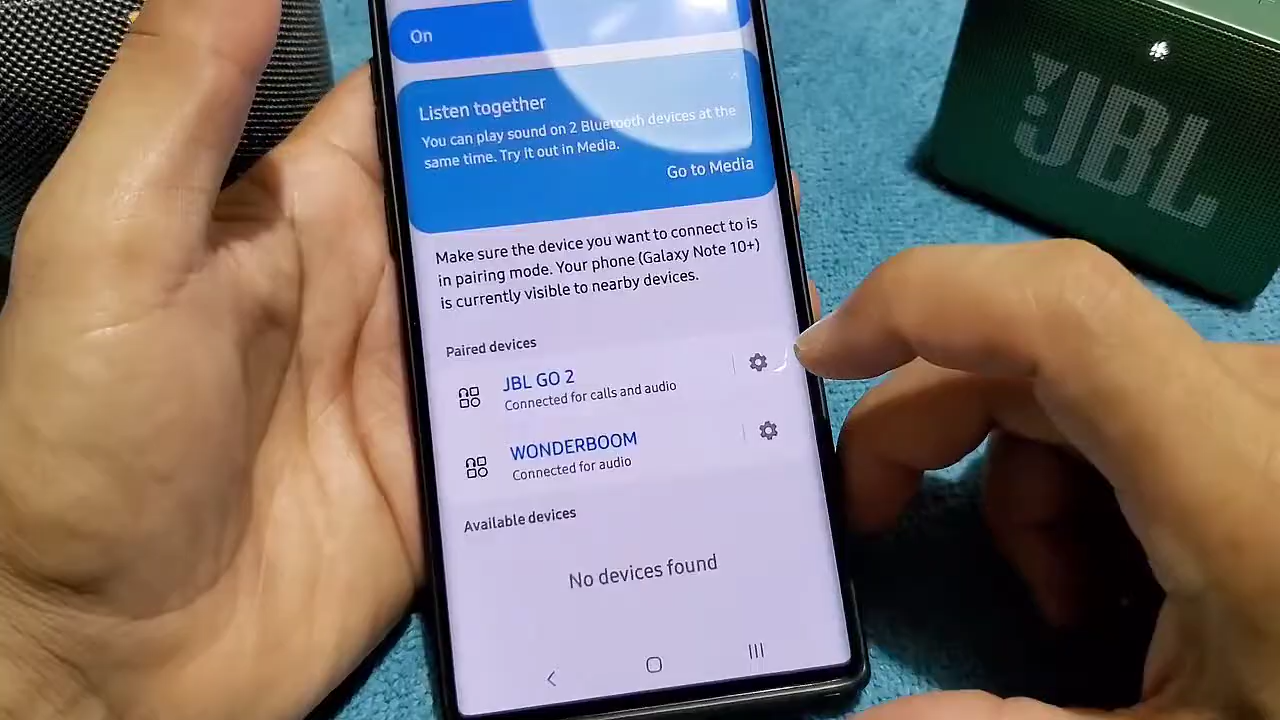 On
Listen together
You can play sound on 2 Bluetooth devices at the
same time. Try it out in Media.
Go to Media
Make sure the device you want to connect to is
in pairing mode. Your phone (Galaxy Note 10+)
is currently visible to nearby devices.
Paired devices
JBL GO 2
Connected for calls and audio
WONDERBOOM
Connected for audio
Available devices
No devices found
JBL